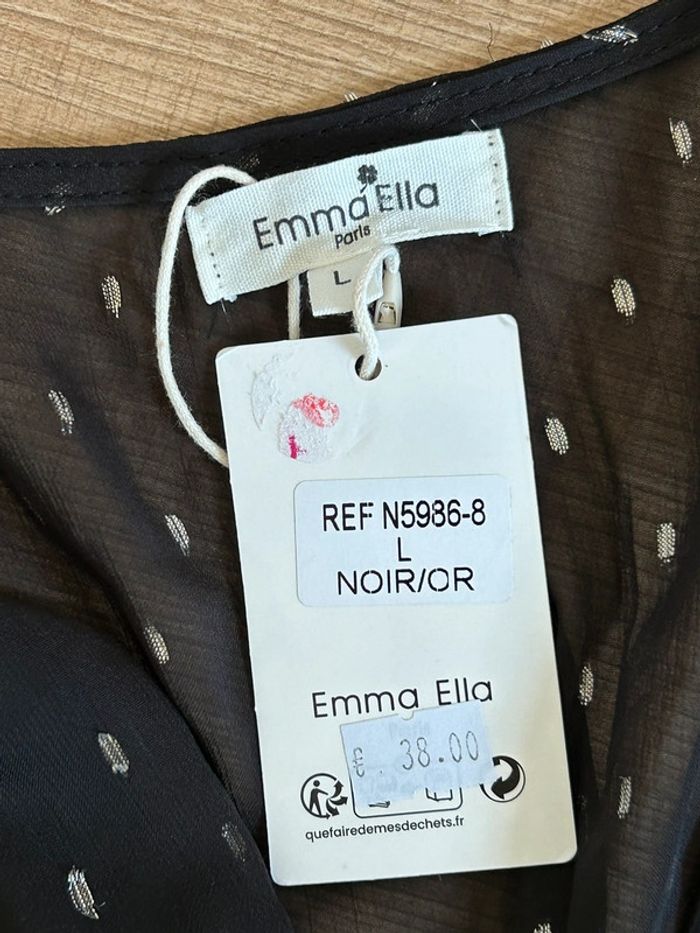 Emma Ella
Paris
L
REF N5986-8
L
NOIR/OR
Emma Ella
€ 38.00
quefairedemesdechets.fr